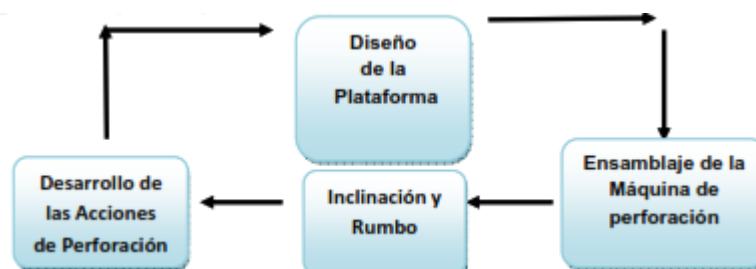 Diseño
de la
Plataforma
Ensamblaje de la
Máquina de
perforación
Inclinación y
Rumbo
Desarrollo de
las Acciones
de Perforación